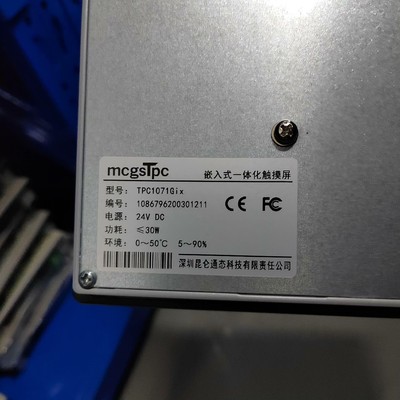 mcgsTpc 嵌入式一体化触摸屏
型号: TPC1071Gix
编号: 1086796200301211
电源: 24V DC
功耗: ≤30W
环境: 0~50℃ 5~90%
CE FC
深圳昆仑通态科技有限责任公司